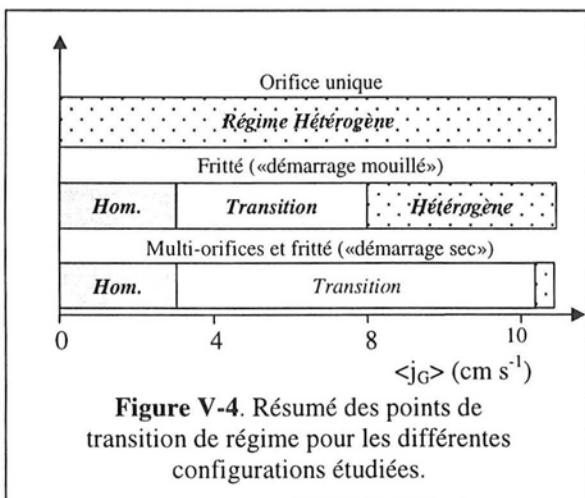 Orifice unique
Régime Hétérogène
Fritté («démarrage mouillé»)
Hom. Transition Hétérogène
Multi-orifices et fritté («démarrage sec»)
Hom. Transition
0 4 8 10
<j_G> (cm s⁻¹)
Figure V-4. Résumé des points de
transition de régime pour les différentes
configurations étudiées.